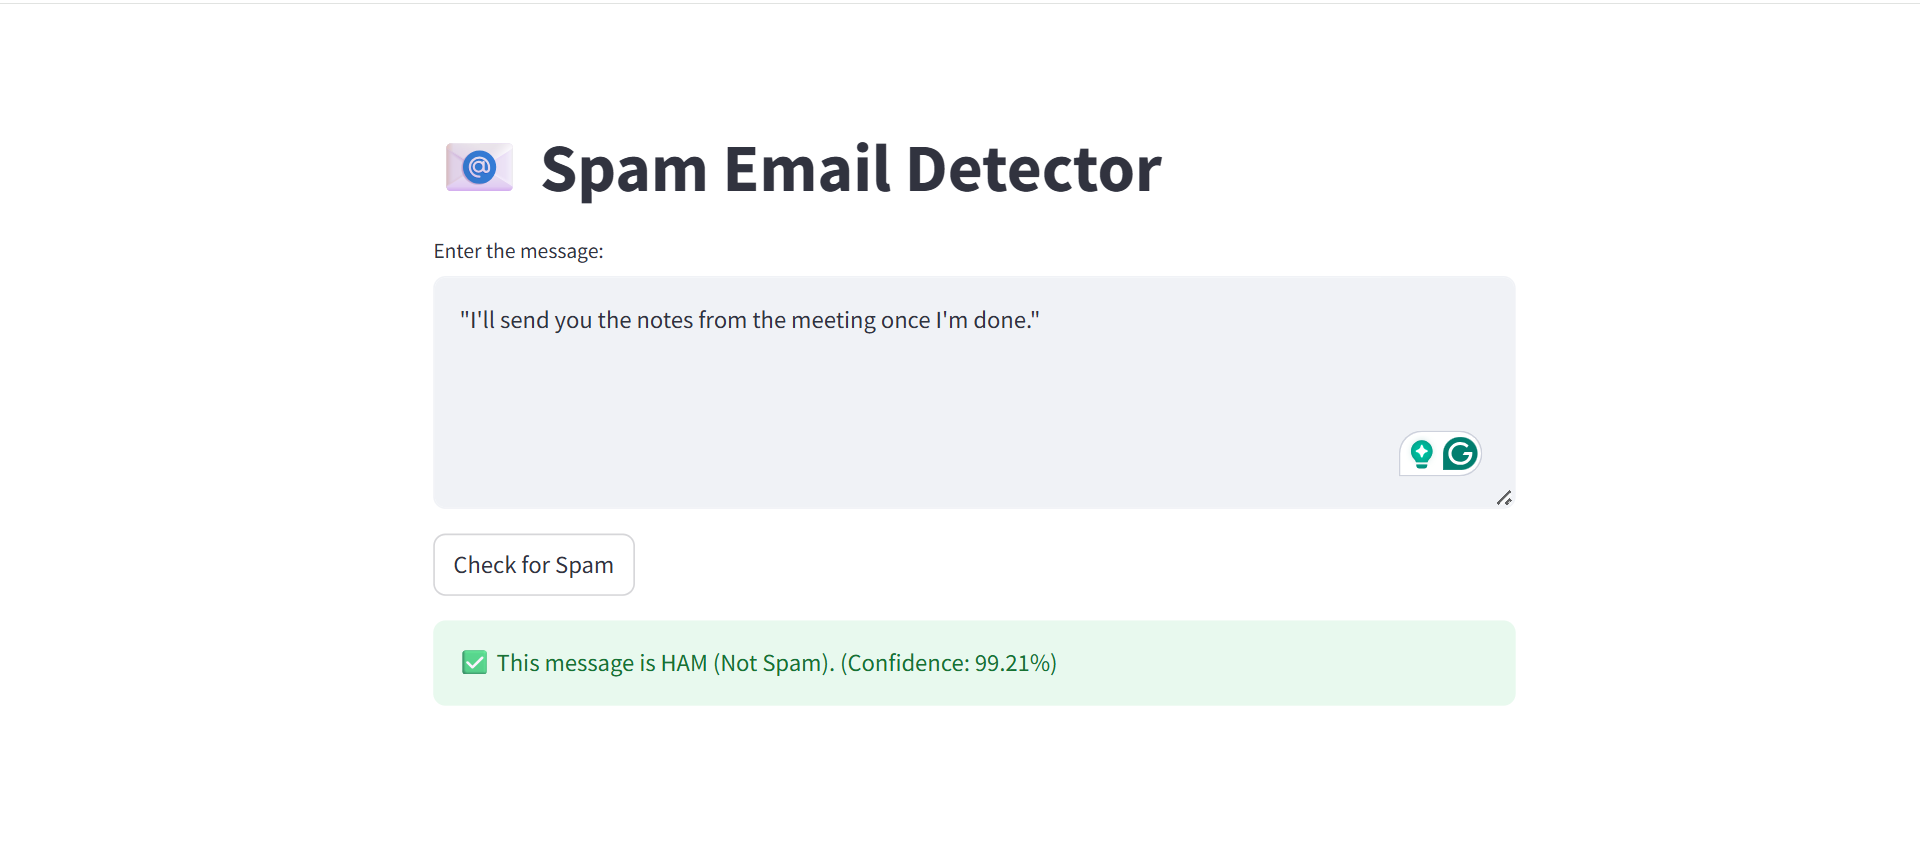 Spam Email Detector
Enter the message:
"I'll send you the notes from the meeting once I'm done."
Check for Spam
This message is HAM (Not Spam). (Confidence: 99.21%)